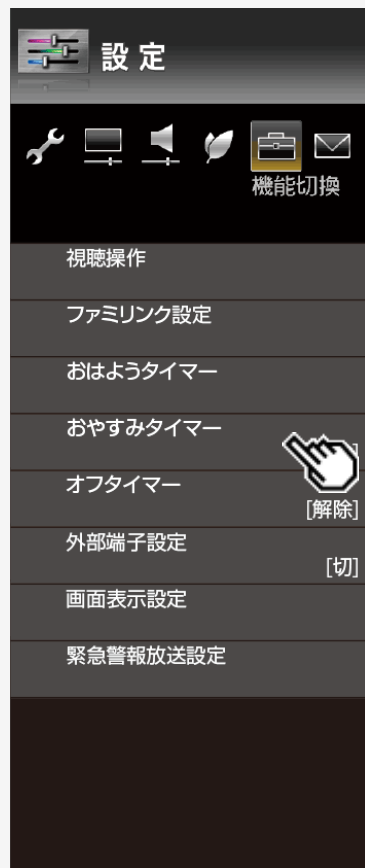 設定
機能切換
視聴操作
ファミリンク設定
おはようタイマー
おやすみタイマー
]
オフタイマー
[解除]
外部端子設定
[切]
画面表示設定
緊急警報放送設定